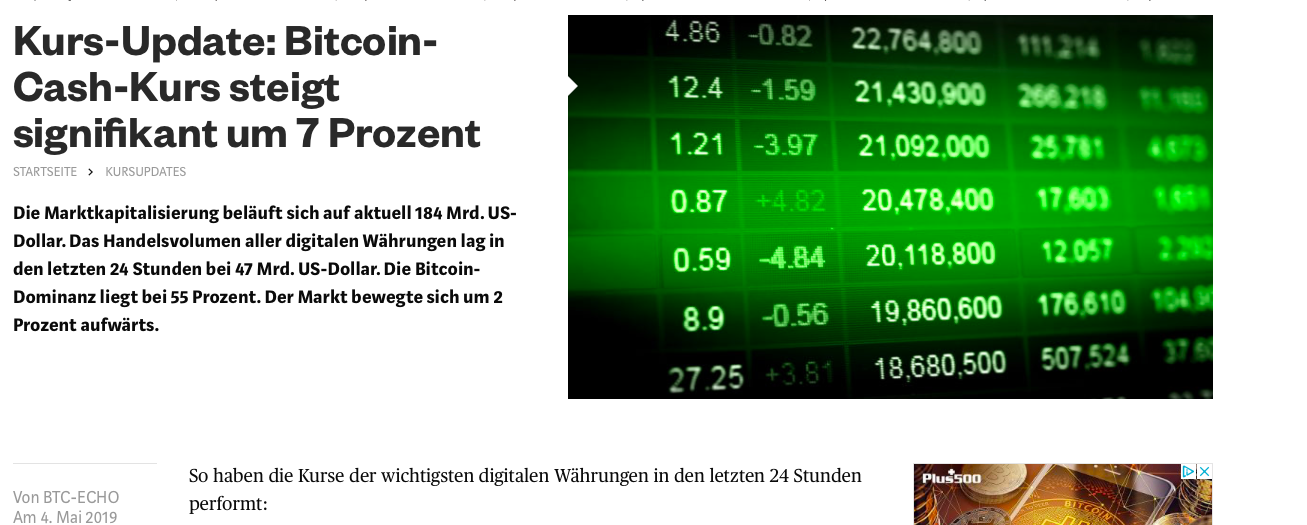 Kurs-Update: Bitcoin-
Cash-Kurs steigt
signifikant um 7 Prozent
STARTSEITE > KURSUPDATES
Die Marktkapitalisierung beläuft sich auf aktuell 184 Mrd. US-
Dollar. Das Handelsvolumen aller digitalen Währungen lag in
den letzten 24 Stunden bei 47 Mrd. US-Dollar. Die Bitcoin-
Dominanz liegt bei 55 Prozent. Der Markt bewegte sich um 2
Prozent aufwärts.
4.86 -0.82 22,764,800 111,214
12.4 -1.59 21,430,900 266,218
1.21 -3.97 21,092,000 25,781
0.87 +4.82 20,478,400 17,603
0.59 -4.84 20,118,800 12,057
8.9 -0.56 19,860,600 176,610
27.25 +3.81 18,680,500 507,524
So haben die Kurse der wichtigsten digitalen Währungen in den letzten 24 Stunden
performt:
Von BTC-ECHO
Am 4. Mai 2019
Plus500
BITCOIN